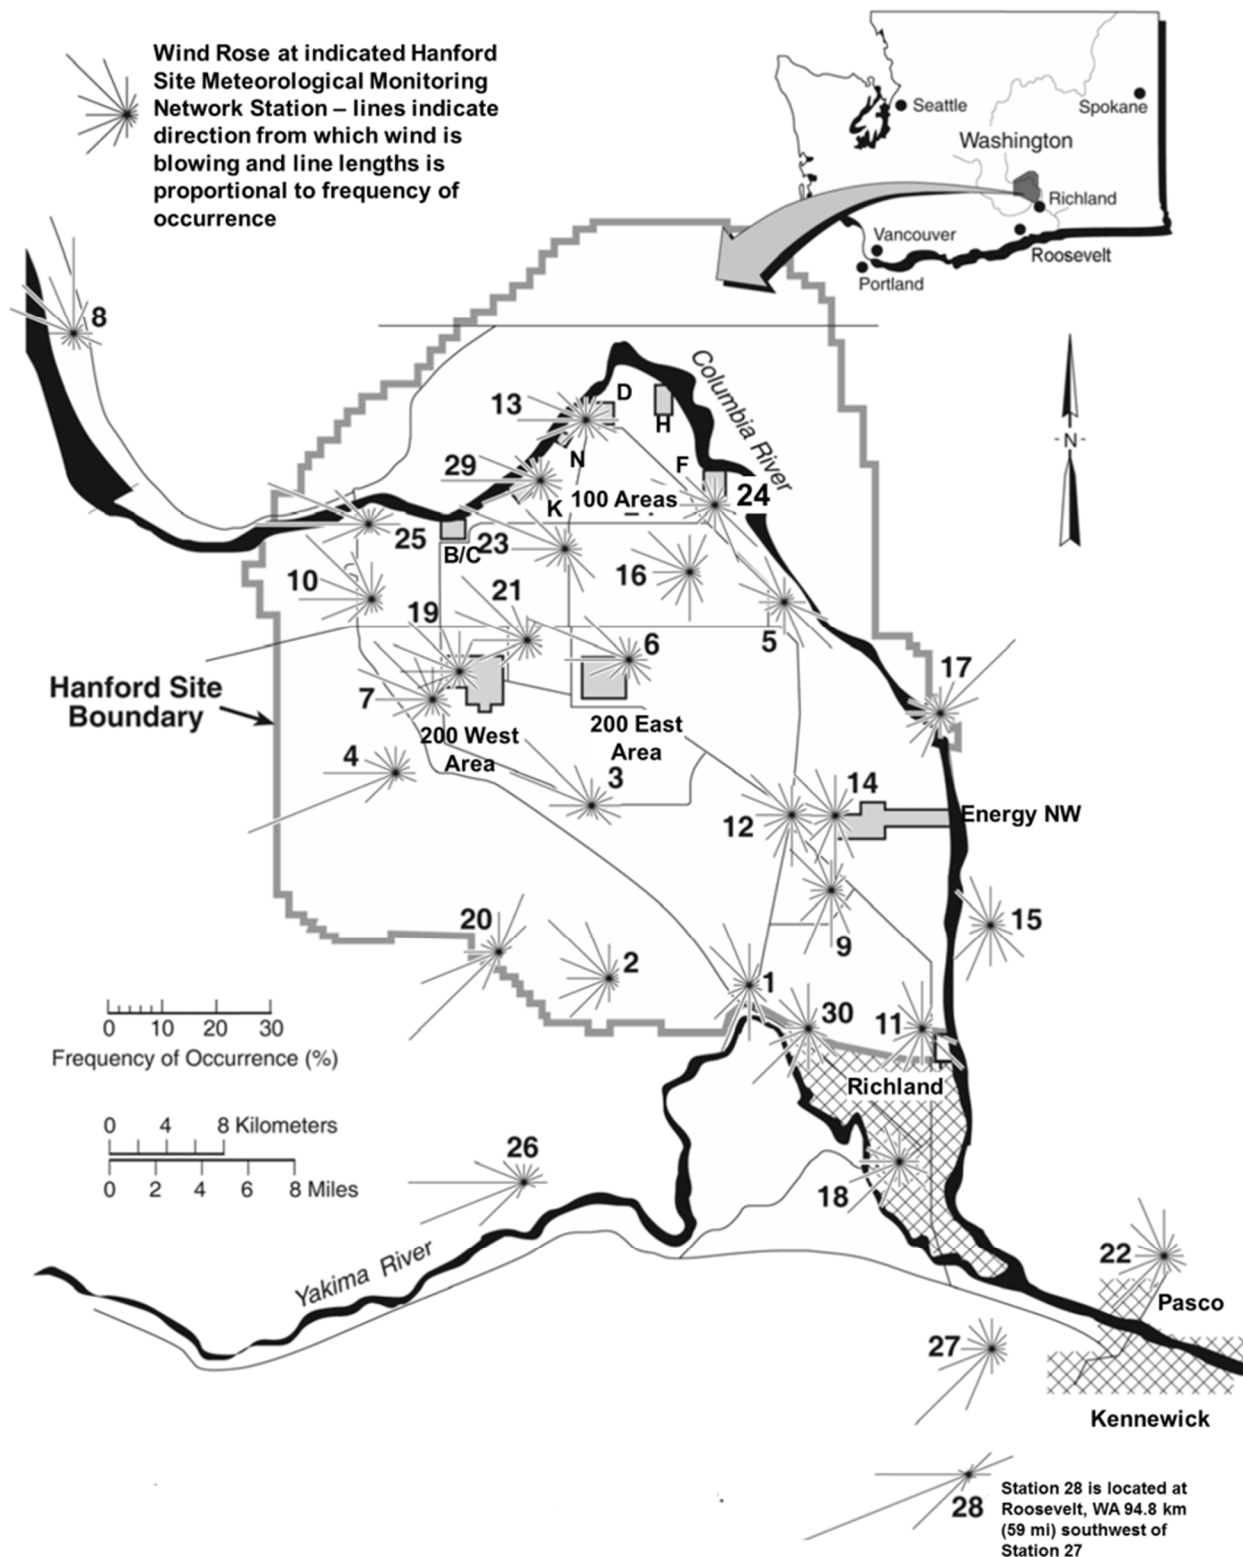 Wind Rose at indicated Hanford
Site Meteorological Monitoring
Network Station – lines indicate
direction from which wind is
blowing and line lengths is
proportional to frequency of
occurrence
Seattle
Spokane
Washington
Richland
Vancouver
Roosevelt
Portland
8
-N-
Columbia River
13
D
H
29
N
F
K
100 Areas
24
25
B/C
23
10
21
16
19
6
5
17
7
Hanford Site
Boundary
200 West
Area
200 East
Area
4
3
14
12
Energy NW
9
15
20
2
1
30
11
Richland
0 10 20 30
Frequency of Occurrence (%)
0 4 8 Kilometers
0 2 4 6 8 Miles
26
18
Yakima River
22
Pasco
27
Kennewick
28
Station 28 is located at
Roosevelt, WA 94.8 km
(59 mi) southwest of
Station 27